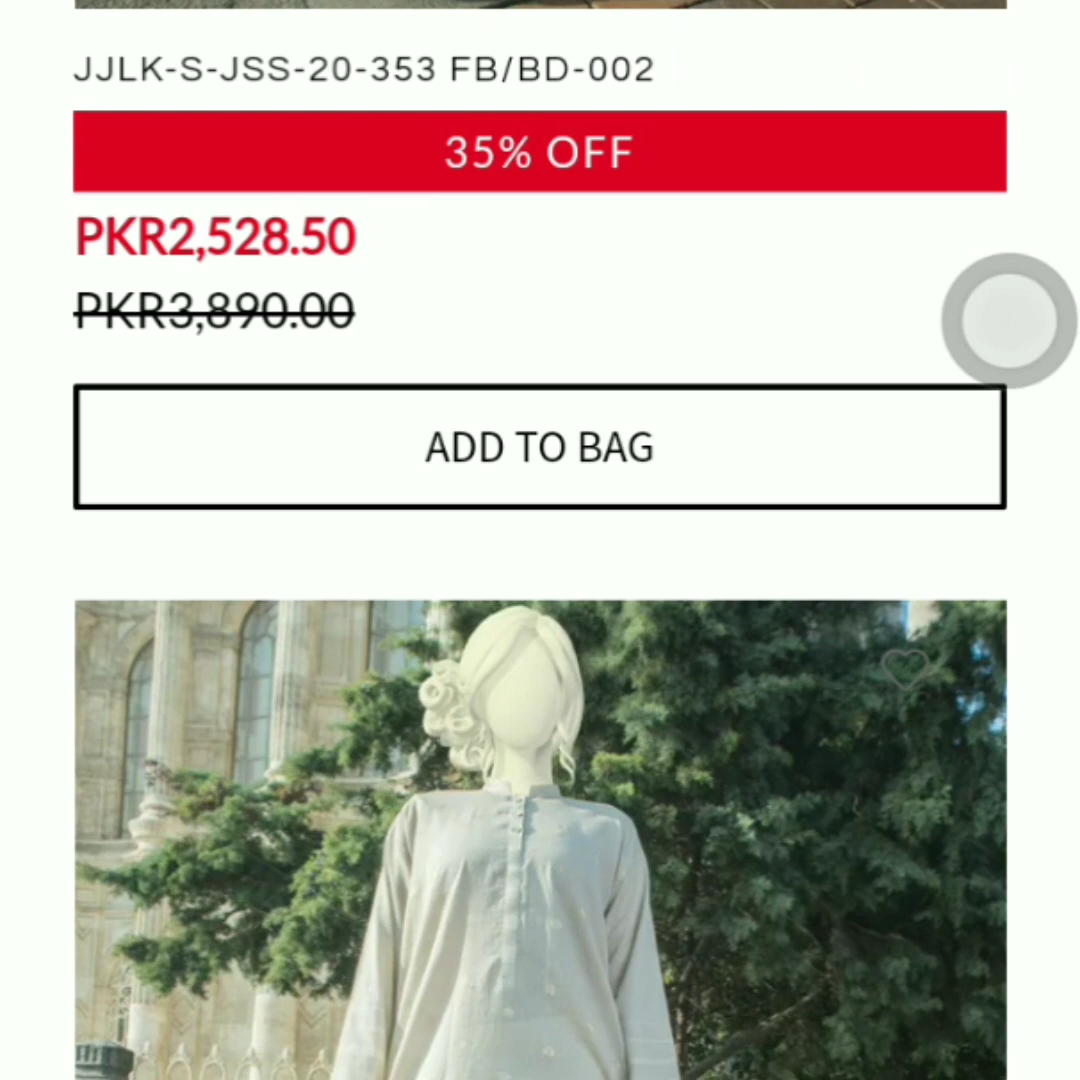 JJLK-S-JSS-20-353 FB/BD-002
35% OFF
PKR2,528.50
PKR3,890.00
ADD TO BAG